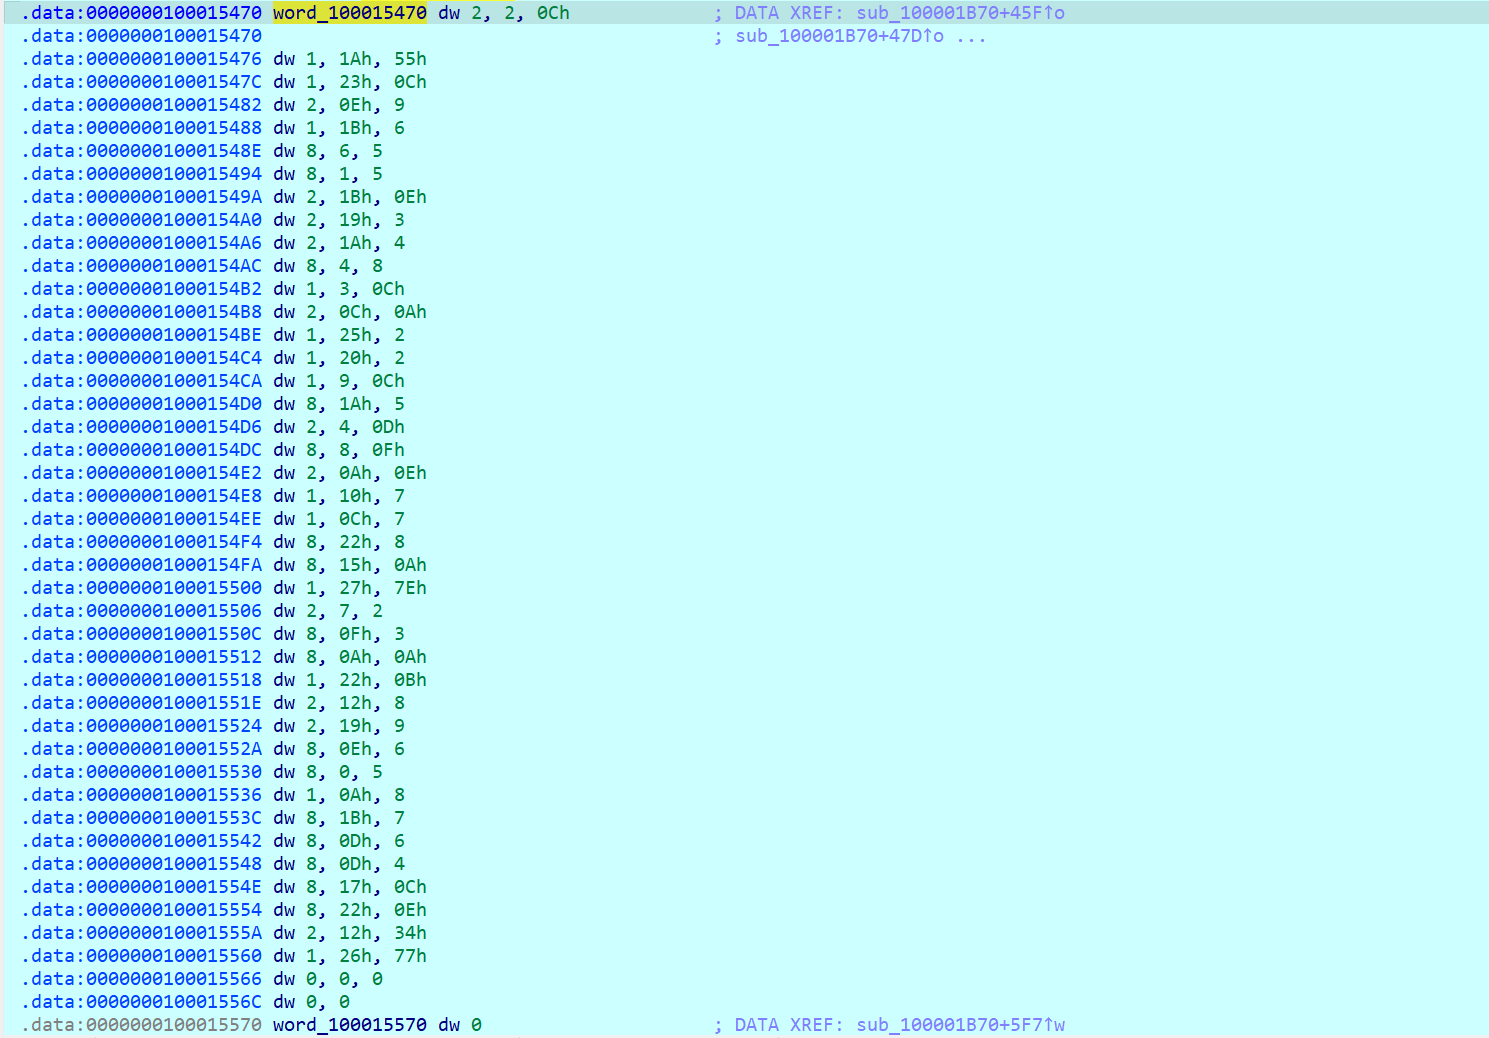 .data:0000000100015470 word_100015470 dw 2, 2, 0Ch ; DATA XREF: sub_100001B70+45F↑o
.data:0000000100015470 ; sub_100001B70+47D↑o ...
.data:0000000100015476 dw 1, 1Ah, 55h
.data:000000010001547C dw 1, 23h, 0Ch
.data:0000000100015482 dw 2, 0Eh, 9
.data:0000000100015488 dw 1, 1Bh, 6
.data:000000010001548E dw 8, 6, 5
.data:0000000100015494 dw 8, 1, 5
.data:000000010001549A dw 2, 1Bh, 0Eh
.data:00000001000154A0 dw 2, 19h, 3
.data:00000001000154A6 dw 2, 1Ah, 4
.data:00000001000154AC dw 8, 4, 8
.data:00000001000154B2 dw 1, 3, 0Ch
.data:00000001000154B8 dw 2, 0Ch, 0Ah
.data:00000001000154BE dw 1, 25h, 2
.data:00000001000154C4 dw 1, 20h, 2
.data:00000001000154CA dw 1, 9, 0Ch
.data:00000001000154D0 dw 8, 1Ah, 5
.data:00000001000154D6 dw 2, 4, 0Dh
.data:00000001000154DC dw 8, 8, 0Fh
.data:00000001000154E2 dw 2, 0Ah, 0Eh
.data:00000001000154E8 dw 1, 10h, 7
.data:00000001000154EE dw 1, 0Ch, 7
.data:00000001000154F4 dw 8, 22h, 8
.data:00000001000154FA dw 8, 15h, 0Ah
.data:0000000100015500 dw 1, 27h, 7Eh
.data:0000000100015506 dw 2, 7, 2
.data:000000010001550C dw 8, 0Fh, 3
.data:0000000100015512 dw 8, 0Ah, 0Ah
.data:0000000100015518 dw 1, 22h, 0Bh
.data:000000010001551E dw 2, 12h, 8
.data:0000000100015524 dw 2, 19h, 9
.data:000000010001552A dw 8, 0Eh, 6
.data:0000000100015530 dw 8, 0, 5
.data:0000000100015536 dw 1, 0Ah, 8
.data:000000010001553C dw 8, 1Bh, 7
.data:0000000100015542 dw 8, 0Dh, 6
.data:0000000100015548 dw 8, 0Dh, 4
.data:000000010001554E dw 8, 17h, 0Ch
.data:0000000100015554 dw 8, 22h, 0Eh
.data:000000010001555A dw 2, 12h, 34h
.data:0000000100015560 dw 1, 26h, 77h
.data:0000000100015566 dw 0, 0, 0
.data:000000010001556C dw 0, 0
.data:0000000100015570 word_100015570 dw 0 ; DATA XREF: sub_100001B70+5F7↑w